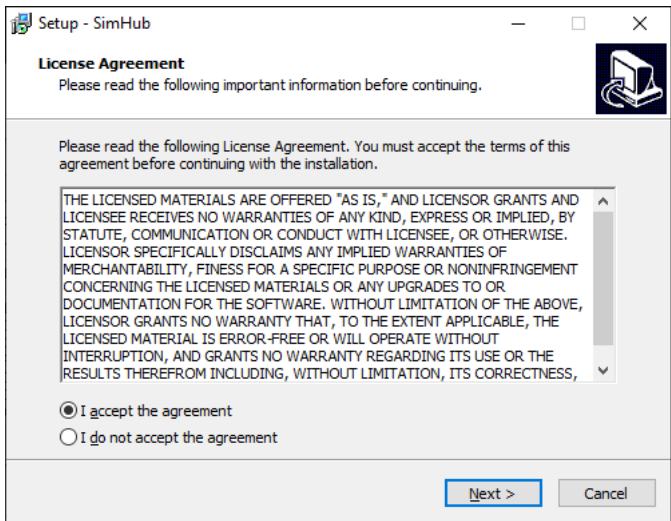 Setup - SimHub
License Agreement
Please read the following important information before continuing.
Please read the following License Agreement. You must accept the terms of this
agreement before continuing with the installation.
THE LICENSED MATERIALS ARE OFFERED "AS IS," AND LICENSOR GRANTS AND
LICENSEE RECEIVES NO WARRANTIES OF ANY KIND, EXPRESS OR IMPLIED, BY
STATUTE, COMMUNICATION OR CONDUCT WITH LICENSEE, OR OTHERWISE.
LICENSOR SPECIFICALLY DISCLAIMS ANY IMPLIED WARRANTIES OF
MERCHANTABILITY, FINESS FOR A SPECIFIC PURPOSE OR NONINFRINGEMENT
CONCERNING THE LICENSED MATERIALS OR ANY UPGRADES TO OR
DOCUMENTATION FOR THE SOFTWARE. WITHOUT LIMITATION OF THE ABOVE,
LICENSOR GRANTS NO WARRANTY THAT, TO THE EXTENT APPLICABLE, THE
LICENSED MATERIAL IS ERROR-FREE OR WILL OPERATE WITHOUT
INTERRUPTION, AND GRANTS NO WARRANTY REGARDING ITS USE OR THE
RESULTS THEREFROM INCLUDING, WITHOUT LIMITATION, ITS CORRECTNESS,
I accept the agreement
I do not accept the agreement
Next >
Cancel